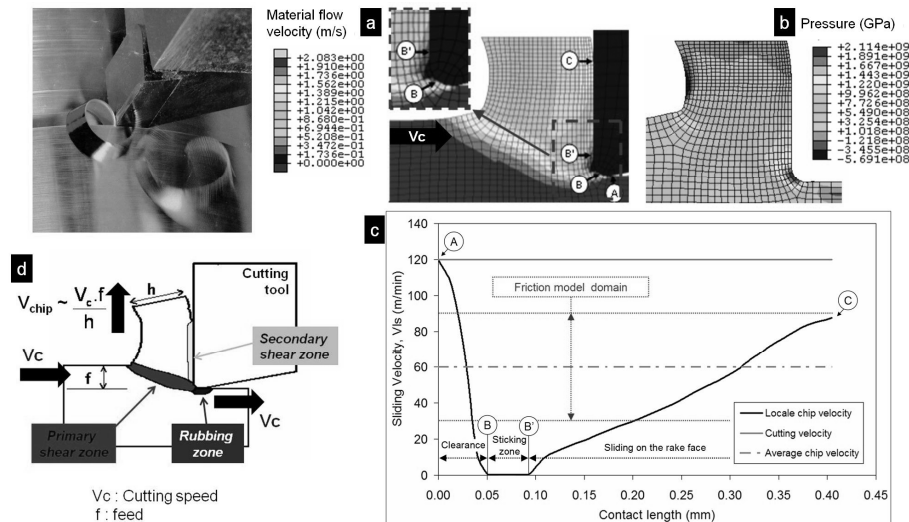 Material flow
velocity (m/s)
+2.083e+00
+1.910e+00
+1.736e+00
+1.562e+00
+1.389e+00
+1.215e+00
+1.042e+00
+8.680e-01
+6.944e-01
+5.208e-01
+3.472e-01
+1.736e-01
+0.000e+00
a
B'
B
C
Vc
B'
B
A
b
Pressure (GPa)
+2.114e+09
+1.891e+09
+1.667e+09
+1.443e+09
+1.220e+09
+9.962e+08
+7.726e+08
+5.490e+08
+3.254e+08
+1.018e+08
-1.218e+08
-3.455e+08
-5.691e+08
d
Vchip ~ Vc.f
h
h
Cutting
tool
Secondary
shear zone
Vc
f
Vc
Primary
shear zone
Rubbing
zone
Vc : Cutting speed
f : feed
c
Sliding Velocity, Vls (m/min)
140
120
100
80
60
40
20
0
A
Friction model domain
C
B
B'
Clearance
Sticking
zone
Sliding on the rake face
Locale chip velocity
Cutting velocity
Average chip velocity
0.00
0.05
0.10
0.15
0.20
0.25
0.30
0.35
0.40
0.45
Contact length (mm)